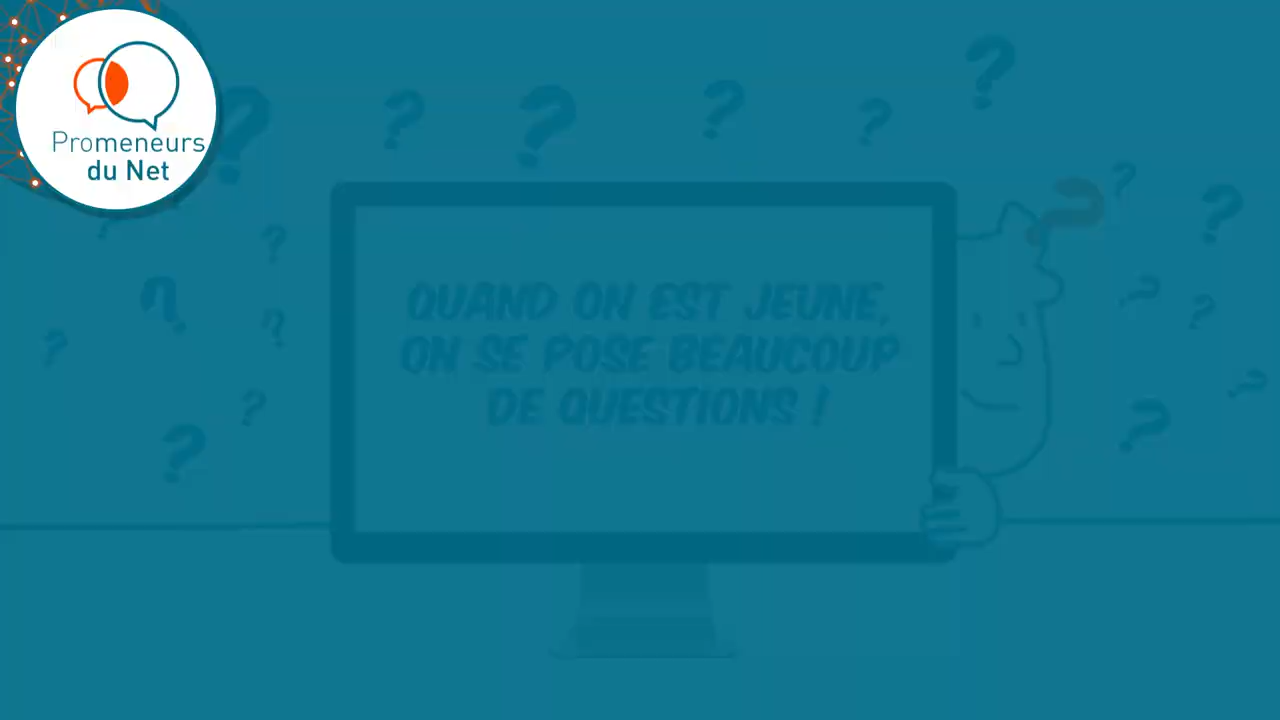 Promeneurs
du Net
QUAND ON EST JEUNE,
ON SE POSE BEAUCOUP
DE QUESTIONS !